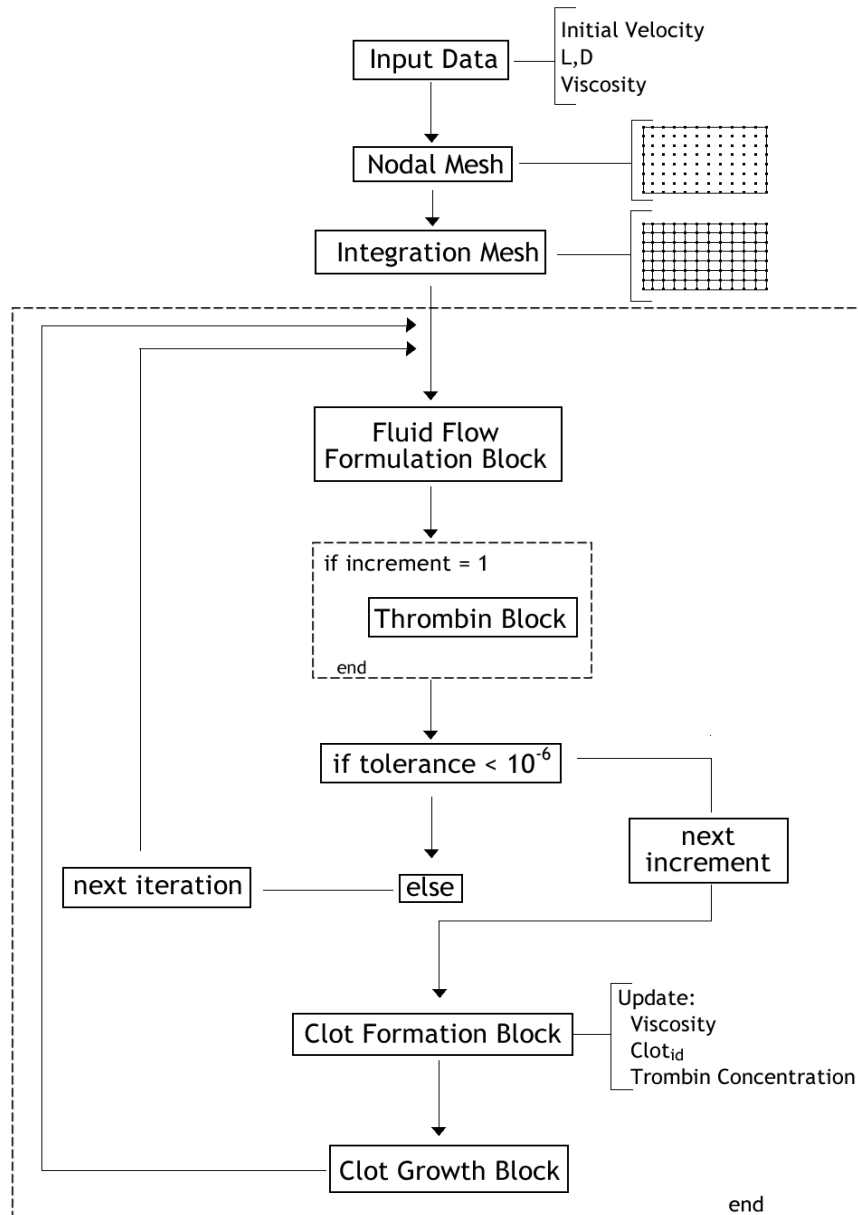 Input Data
Initial Velocity
L,D
Viscosity
Nodal Mesh
Integration Mesh
Fluid Flow
Formulation Block
if increment = 1
Thrombin Block
end
if tolerance < 10⁻⁶
next
increment
next iteration
else
Clot Formation Block
Update:
Viscosity
Clot_id
Trombin Concentration
Clot Growth Block
end